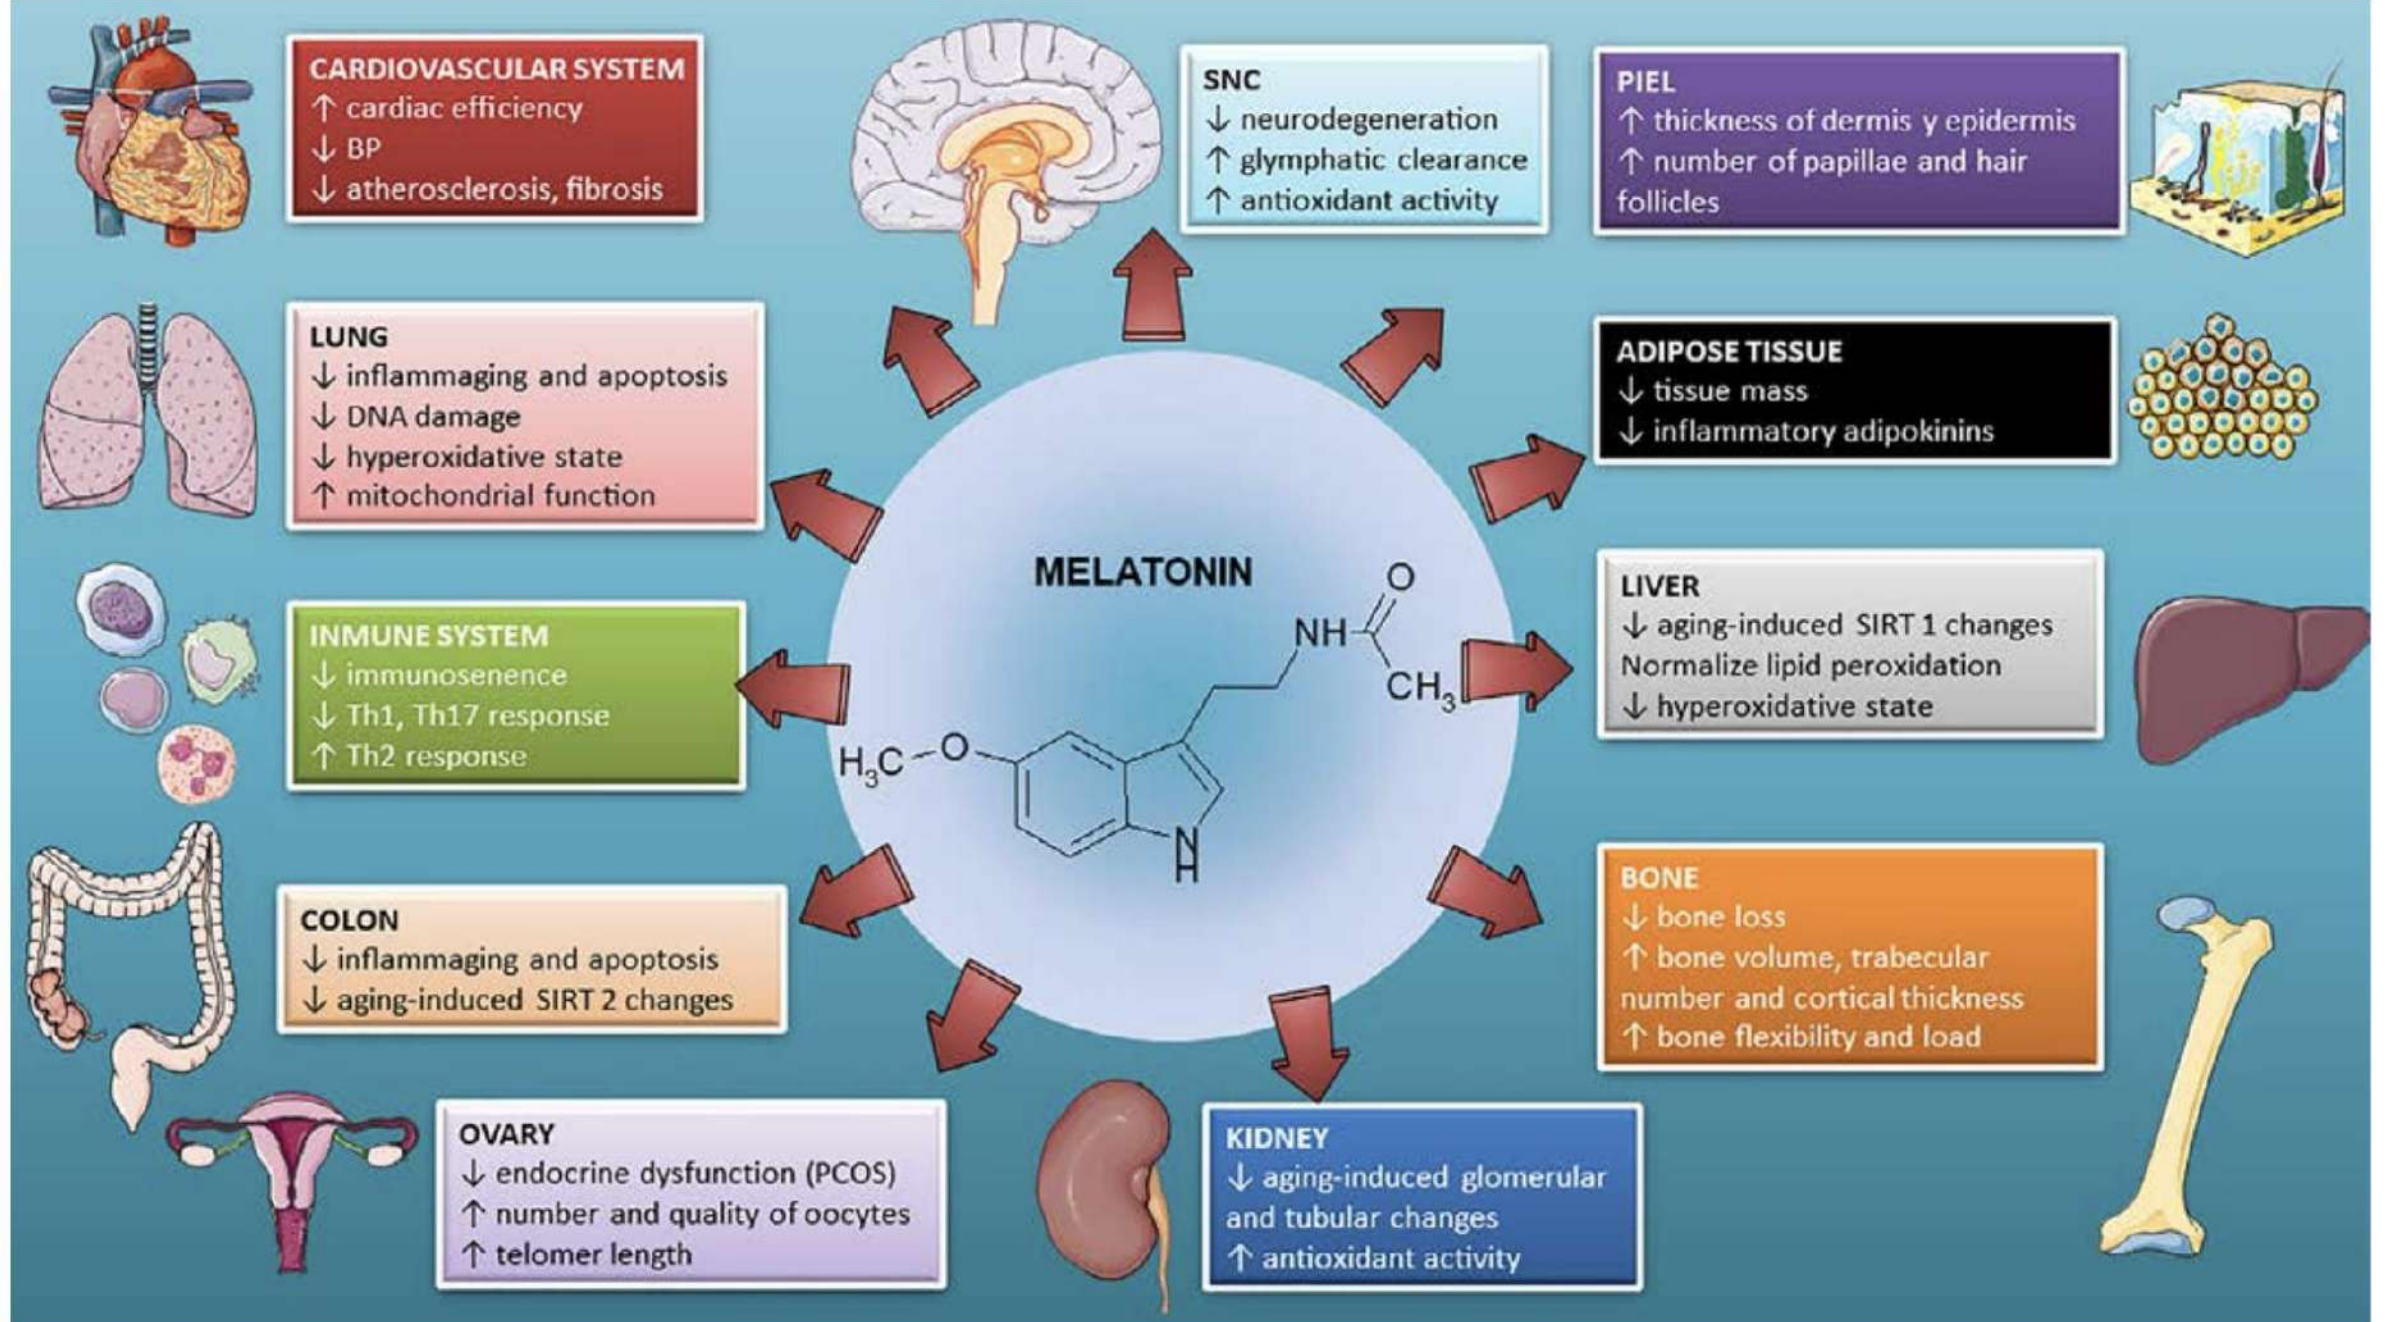 CARDIOVASCULAR SYSTEM
↑ cardiac efficiency
↓ BP
↓ atherosclerosis, fibrosis
SNC
↓ neurodegeneration
↑ glymphatic clearance
↑ antioxidant activity
PIEL
↑ thickness of dermis y epidermis
↑ number of papillae and hair
follicles
LUNG
↓ inflammaging and apoptosis
↓ DNA damage
↓ hyperoxidative state
↑ mitochondrial function
ADIPOSE TISSUE
↓ tissue mass
↓ inflammatory adipokinins
MELATONIN
O
NH
CH₃
H₃C
O
N
H
INMUNE SYSTEM
↓ immunosenence
↓ Th1, Th17 response
↑ Th2 response
LIVER
↓ aging-induced SIRT 1 changes
Normalize lipid peroxidation
↓ hyperoxidative state
COLON
↓ inflammaging and apoptosis
↓ aging-induced SIRT 2 changes
BONE
↓ bone loss
↑ bone volume, trabecular
number and cortical thickness
↑ bone flexibility and load
OVARY
↓ endocrine dysfunction (PCOS)
↑ number and quality of oocytes
↑ telomer length
KIDNEY
↓ aging-induced glomerular
and tubular changes
↑ antioxidant activity